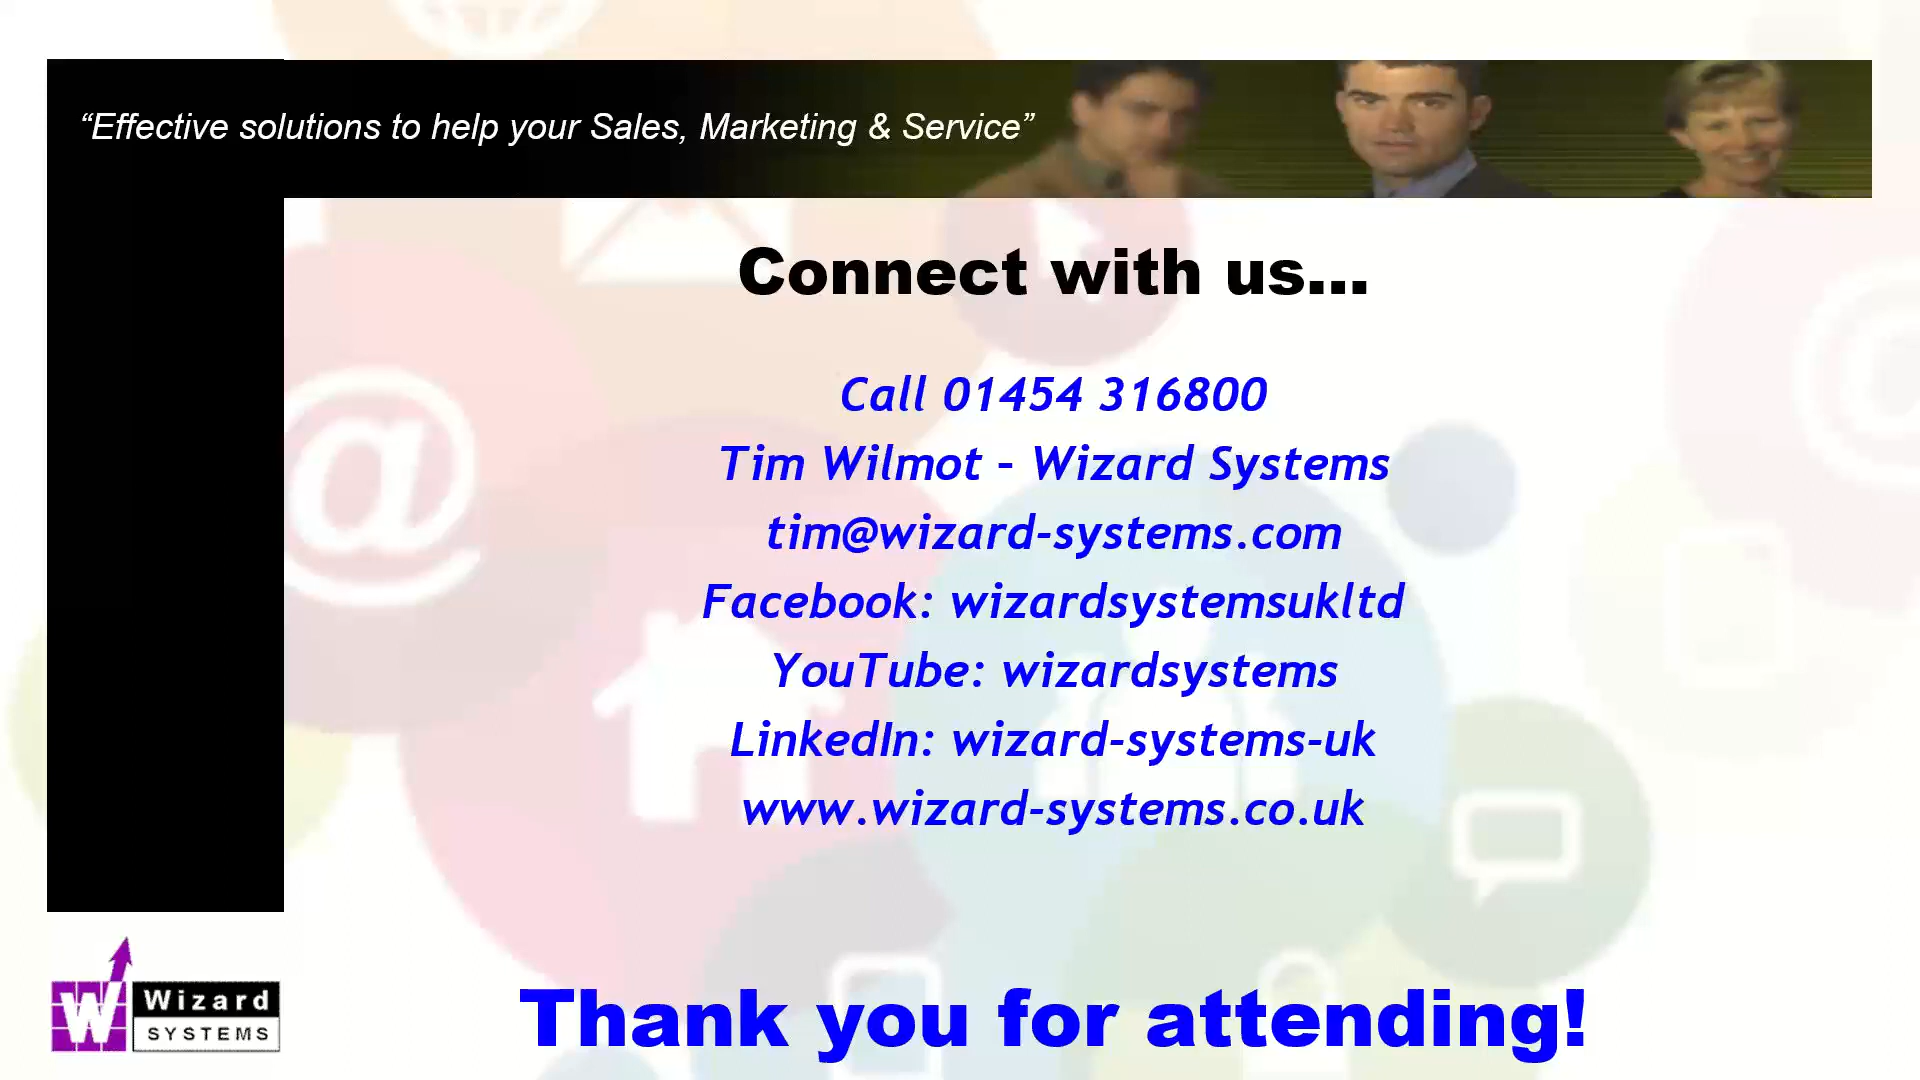 “Effective solutions to help your Sales, Marketing & Service”
Connect with us...
Call 01454 316800
Tim Wilmot – Wizard Systems
tim@wizard-systems.com
Facebook: wizardsystemsukltd
YouTube: wizardsystems
LinkedIn: wizard-systems-uk
www.wizard-systems.co.uk
W Wizard
SYSTEMS
Thank you for attending!